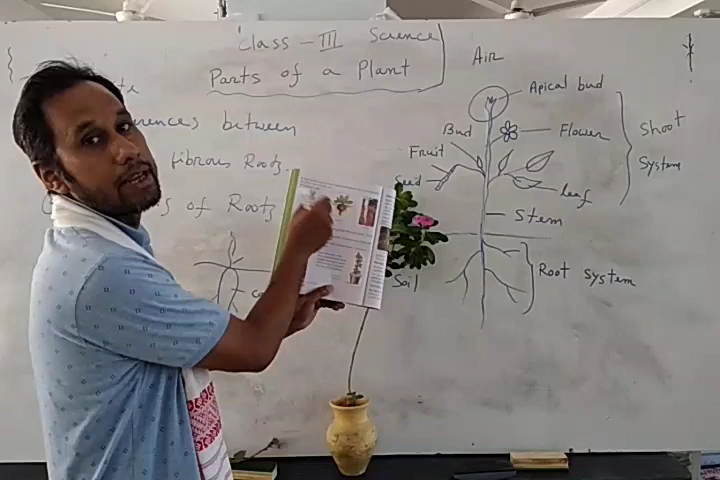 Class - III Science
Parts of a Plant
between
fibrous Roots
of Roots
Air
Apical bud
Bud
Flower
Fruit
Seed
Leaf
Stem
Shoot
System
Soil
Root System